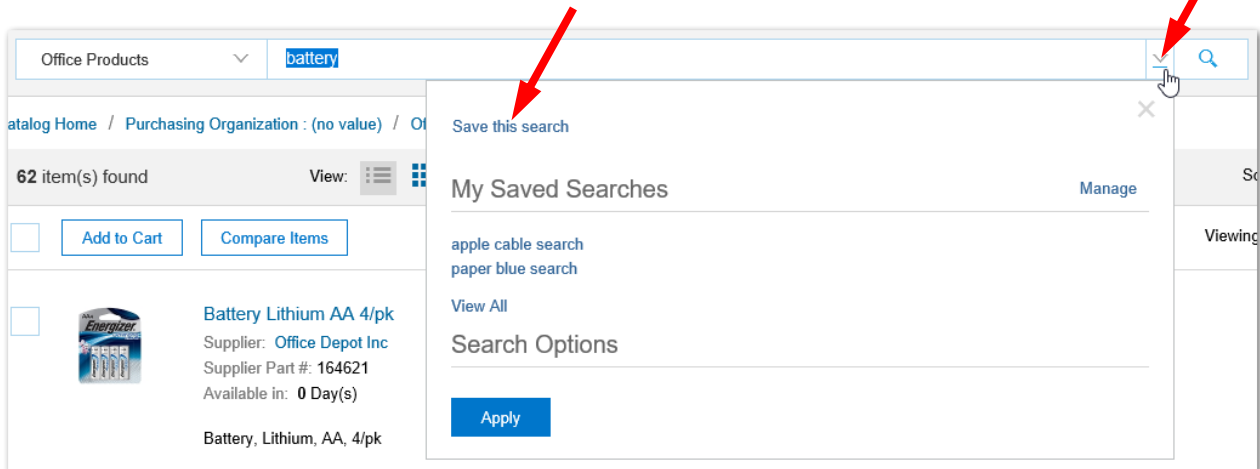 Office Products
battery
atalog Home / Purchasing Organization : (no value) / Of
Save this search
62 item(s) found
View:
So
My Saved Searches
Manage
Add to Cart
Compare Items
Viewing
apple cable search
paper blue search
View All
Battery Lithium AA 4/pk
Supplier: Office Depot Inc
Supplier Part #: 164621
Available in: 0 Day(s)
Battery, Lithium, AA, 4/pk
Energizer
Search Options
Apply